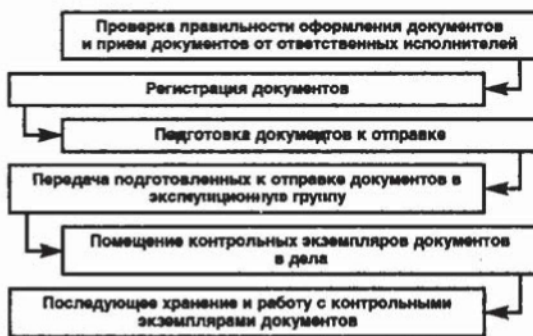 Проверка правильности оформления документов
и прием документов от ответственных исполнителей
Регистрация документов
Подготовка документов к отправке
Передача подготовленных к отправке документов в
экспуиционную группу
Помещение контрольных экземпляров документов
в дела
Последующее хранение и работу с контрольными
экземплярами документов